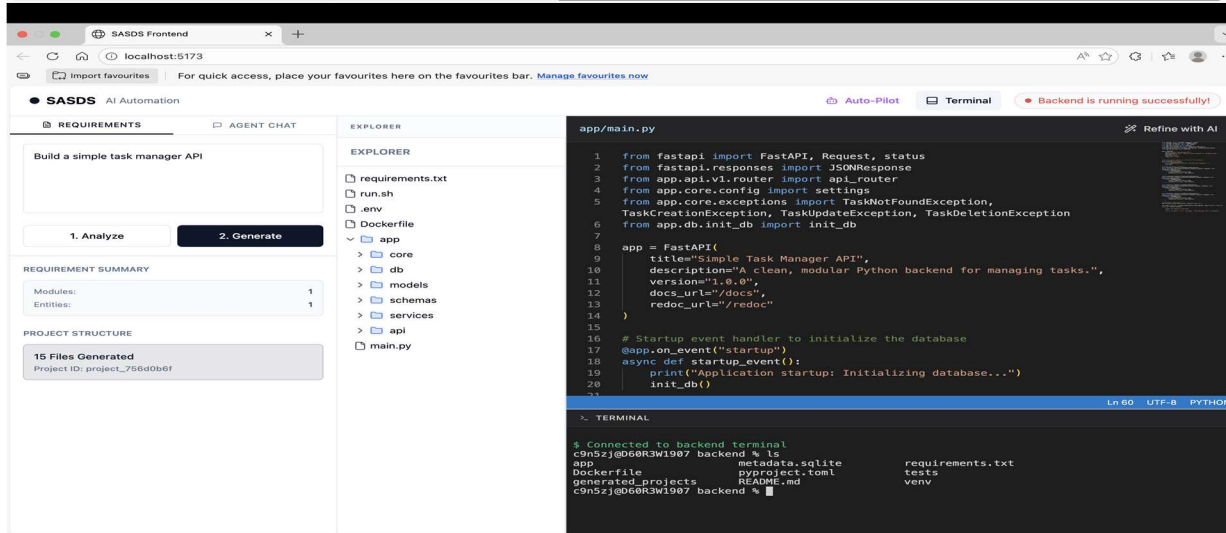 SASDS Frontend
localhost:5173
Import favourites
For quick access, place your favourites here on the favourites bar. Manage favourites now
SASDS AI Automation
Auto-Pilot
Terminal
Backend is running successfully!
REQUIREMENTS
AGENT CHAT
Build a simple task manager API
1. Analyze
2. Generate
REQUIREMENT SUMMARY
Modules: 1
Entities: 1
PROJECT STRUCTURE
15 Files Generated
Project ID: project_756d0b6f
EXPLORER
EXPLORER
requirements.txt
run.sh
.env
Dockerfile
app
core
db
models
schemas
services
api
main.py
app/main.py
Refine with AI
1 from fastapi import FastAPI, Request, status
2 from fastapi.responses import JSONResponse
3 from app.api.v1.router import api_router
4 from app.core.config import settings
5 from app.core.exceptions import TaskNotFoundException,
TaskCreationException, TaskUpdateException, TaskDeletionException
6 from app.db.init_db import init_db
7
8 app = FastAPI(
9 title="Simple Task Manager API",
10 description="A clean, modular Python backend for managing tasks.",
11 version="1.0.0",
12 docs_url="/docs",
13 redoc_url="/redoc"
14 )
15
16 # Startup event handler to initialize the database
17 @app.on_event("startup")
18 async def startup_event():
19 print("Application startup: Initializing database...")
20 init_db()
21
Ln 60 UTF-8 PYTHON
>_ TERMINAL
$ Connected to backend terminal
c9n5zj@D60R3W1907 backend % ls
app metadata.sqlite requirements.txt
Dockerfile pyproject.toml tests
generated_projects README.md venv
c9n5zj@D60R3W1907 backend %